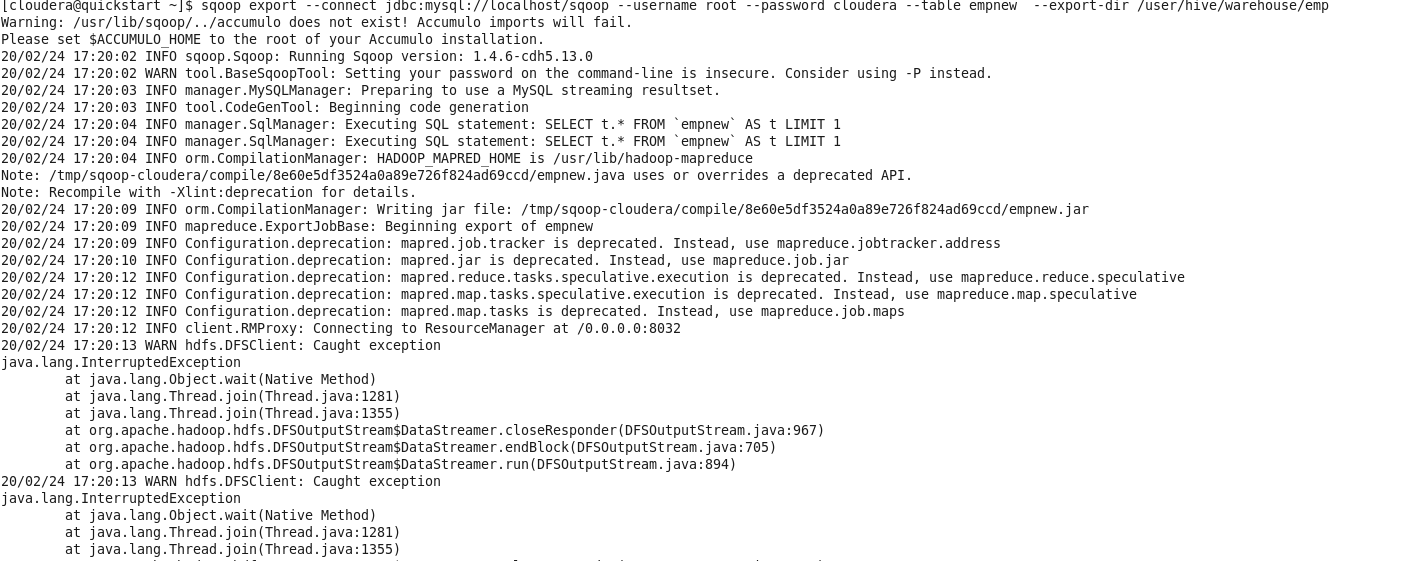 [cloudera@quickstart ~]$ sqoop export --connect jdbc:mysql://localhost/sqoop --username root --password cloudera --table empnew  --export-dir /user/hive/warehouse/emp
Warning: /usr/lib/sqoop/../accumulo does not exist! Accumulo imports will fail.
Please set $ACCUMULO_HOME to the root of your Accumulo installation.
20/02/24 17:20:02 INFO sqoop.Sqoop: Running Sqoop version: 1.4.6-cdh5.13.0
20/02/24 17:20:02 WARN tool.BaseSqoopTool: Setting your password on the command-line is insecure. Consider using -P instead.
20/02/24 17:20:03 INFO manager.MySQLManager: Preparing to use a MySQL streaming resultset.
20/02/24 17:20:03 INFO tool.CodeGenTool: Beginning code generation
20/02/24 17:20:04 INFO manager.SqlManager: Executing SQL statement: SELECT t.* FROM `empnew` AS t LIMIT 1
20/02/24 17:20:04 INFO manager.SqlManager: Executing SQL statement: SELECT t.* FROM `empnew` AS t LIMIT 1
20/02/24 17:20:04 INFO orm.CompilationManager: HADOOP_MAPRED_HOME is /usr/lib/hadoop-mapreduce
Note: /tmp/sqoop-cloudera/compile/8e60e5df3524a0a89e726f824ad69ccd/empnew.java uses or overrides a deprecated API.
Note: Recompile with -Xlint:deprecation for details.
20/02/24 17:20:09 INFO orm.CompilationManager: Writing jar file: /tmp/sqoop-cloudera/compile/8e60e5df3524a0a89e726f824ad69ccd/empnew.jar
20/02/24 17:20:09 INFO mapreduce.ExportJobBase: Beginning export of empnew
20/02/24 17:20:09 INFO Configuration.deprecation: mapred.job.tracker is deprecated. Instead, use mapreduce.jobtracker.address
20/02/24 17:20:10 INFO Configuration.deprecation: mapred.jar is deprecated. Instead, use mapreduce.job.jar
20/02/24 17:20:12 INFO Configuration.deprecation: mapred.reduce.tasks.speculative.execution is deprecated. Instead, use mapreduce.reduce.speculative
20/02/24 17:20:12 INFO Configuration.deprecation: mapred.map.tasks.speculative.execution is deprecated. Instead, use mapreduce.map.speculative
20/02/24 17:20:12 INFO Configuration.deprecation: mapred.map.tasks is deprecated. Instead, use mapreduce.job.maps
20/02/24 17:20:12 INFO client.RMProxy: Connecting to ResourceManager at /0.0.0.0:8032
20/02/24 17:20:13 WARN hdfs.DFSClient: Caught exception
java.lang.InterruptedException
        at java.lang.Object.wait(Native Method)
        at java.lang.Thread.join(Thread.java:1281)
        at java.lang.Thread.join(Thread.java:1355)
        at org.apache.hadoop.hdfs.DFSOutputStream$DataStreamer.closeResponder(DFSOutputStream.java:967)
        at org.apache.hadoop.hdfs.DFSOutputStream$DataStreamer.endBlock(DFSOutputStream.java:705)
        at org.apache.hadoop.hdfs.DFSOutputStream$DataStreamer.run(DFSOutputStream.java:894)
20/02/24 17:20:13 WARN hdfs.DFSClient: Caught exception
java.lang.InterruptedException
        at java.lang.Object.wait(Native Method)
        at java.lang.Thread.join(Thread.java:1281)
        at java.lang.Thread.join(Thread.java:1355)